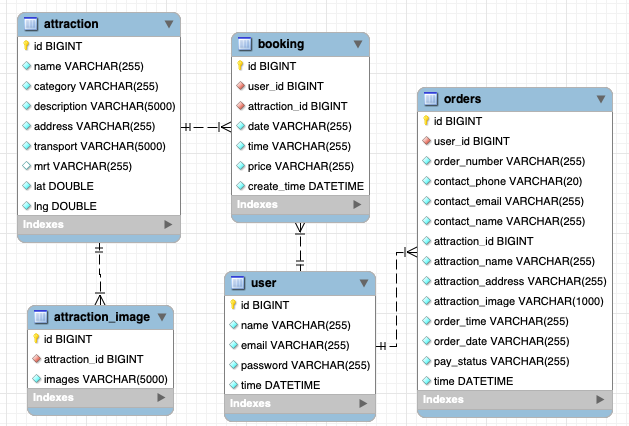 attraction
id BIGINT
name VARCHAR(255)
category VARCHAR(255)
description VARCHAR(5000)
address VARCHAR(255)
transport VARCHAR(5000)
mrt VARCHAR(255)
lat DOUBLE
lng DOUBLE
Indexes
booking
id BIGINT
user_id BIGINT
attraction_id BIGINT
date VARCHAR(255)
time VARCHAR(255)
price VARCHAR(255)
create_time DATETIME
Indexes
orders
id BIGINT
user_id BIGINT
order_number VARCHAR(255)
contact_phone VARCHAR(20)
contact_email VARCHAR(255)
contact_name VARCHAR(255)
attraction_id BIGINT
attraction_name VARCHAR(255)
attraction_address VARCHAR(255)
attraction_image VARCHAR(1000)
order_time VARCHAR(255)
order_date VARCHAR(255)
pay_status VARCHAR(255)
time DATETIME
Indexes
attraction_image
id BIGINT
attraction_id BIGINT
images VARCHAR(5000)
Indexes
user
id BIGINT
name VARCHAR(255)
email VARCHAR(255)
password VARCHAR(255)
time DATETIME
Indexes